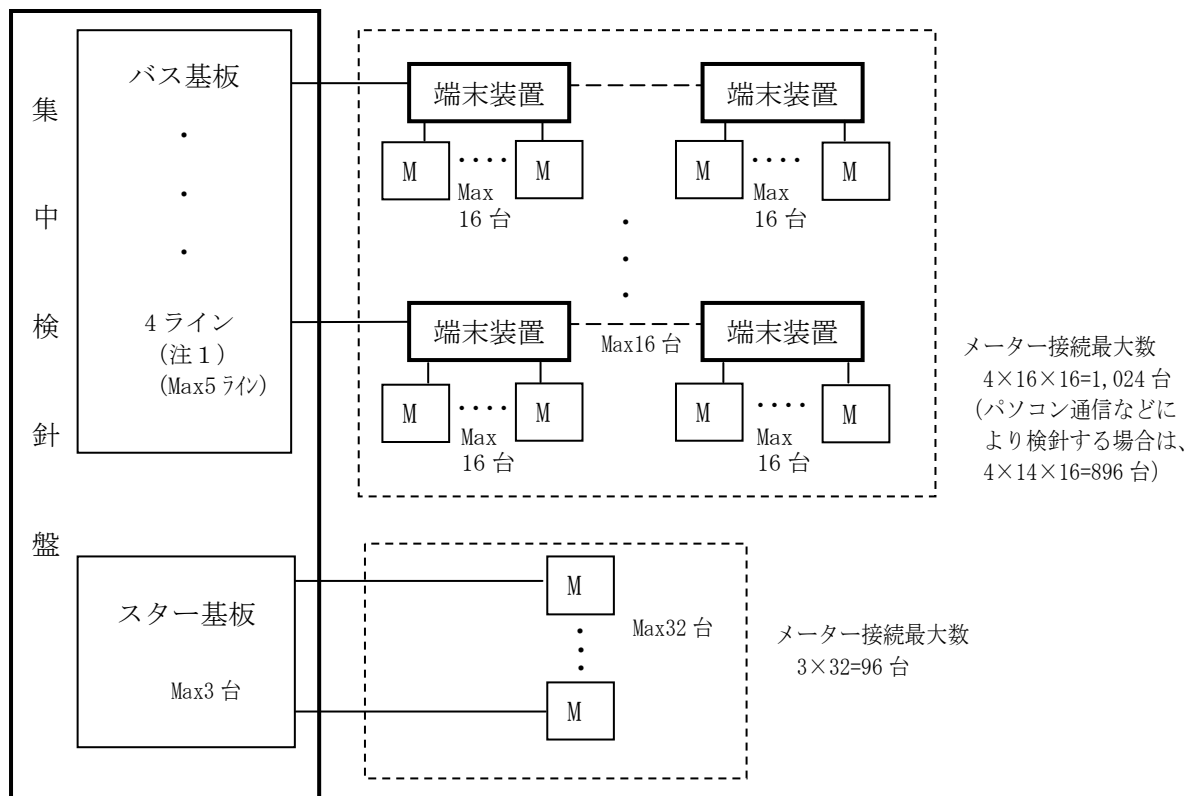 集中検針盤
バス基板
・
・
・
4ライン
(注1)
(Max5ライン)
端末装置
端末装置
M
・・・・
M
M
・・・・
M
Max
16台
Max
16台
・
・
・
端末装置
Max16台
端末装置
M
・・・・
M
M
・・・・
M
Max
16台
Max
16台
メーター接続最大数
4×16×16=1,024台
(パソコン通信などに
より検針する場合は、
4×14×16=896台)
スター基板
Max3台
M
・
・
・
M
Max32台
メーター接続最大数
3×32=96台